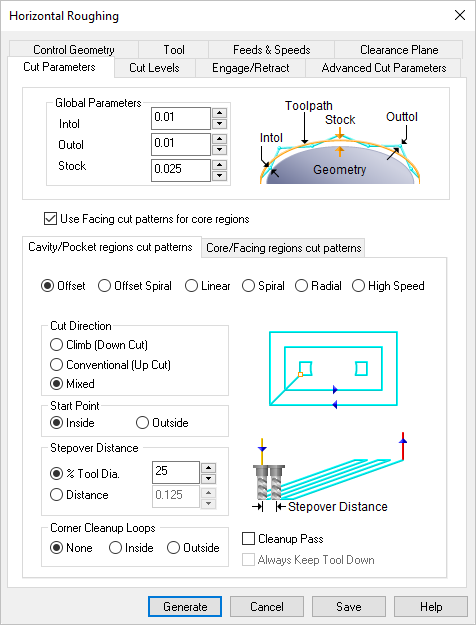 Horizontal Roughing
Control Geometry Tool Feeds & Speeds Clearance Plane
Cut Parameters Cut Levels Engage/Retract Advanced Cut Parameters
Global Parameters
Intol 0.01
Outol 0.01
Stock 0.025
Toolpath
Stock
Outtol
Intol
Geometry
Use Facing cut patterns for core regions
Cavity/Pocket regions cut patterns Core/Facing regions cut patterns
Offset Offset Spiral Linear Spiral Radial High Speed
Cut Direction
Climb (Down Cut)
Conventional (Up Cut)
Mixed
Start Point
Inside Outside
Stepover Distance
% Tool Dia. 25
Distance 0.125
Stepover Distance
Corner Cleanup Loops
None Inside Outside
Cleanup Pass
Always Keep Tool Down
Generate Cancel Save Help